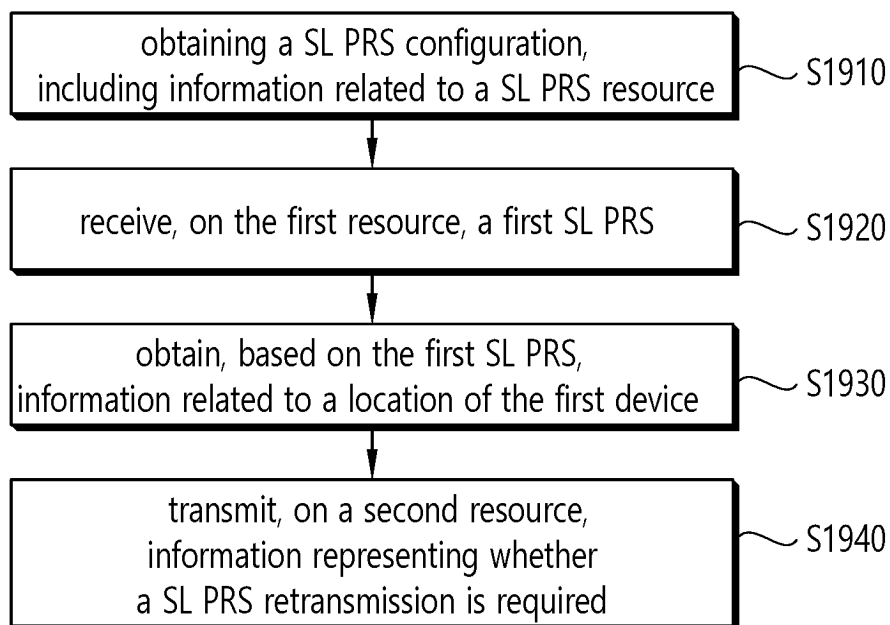 obtaining a SL PRS configuration,
including information related to a SL PRS resource
S1910
receive, on the first resource, a first SL PRS
S1920
obtain, based on the first SL PRS,
information related to a location of the first device
S1930
transmit, on a second resource,
information representing whether
a SL PRS retransmission is required
S1940